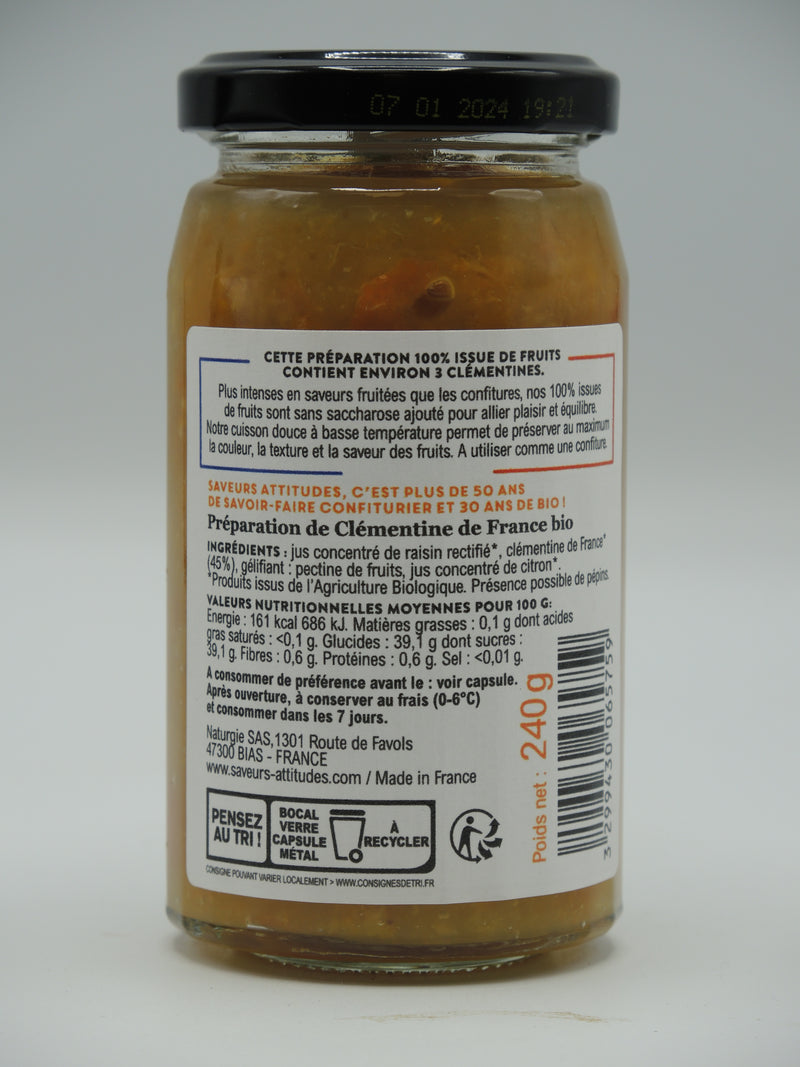 07 01 2024 19:21
CETTE PRÉPARATION 100% ISSUE DE FRUITS
CONTIENT ENVIRON 3 CLÉMENTINES.
Plus intenses en saveurs fruitées que les confitures, nos 100% issues
de fruits sont sans saccharose ajouté pour allier plaisir et équilibre.
Notre cuisson douce à basse température permet de préserver au maximum
la couleur, la texture et la saveur des fruits. A utiliser comme une confiture.
SAVEURS ATTITUDES, C'EST PLUS DE 50 ANS
DE SAVOIR-FAIRE CONFITURIER ET 30 ANS DE BIO !
Préparation de Clémentine de France bio
INGRÉDIENTS : jus concentré de raisin rectifié*, clémentine de France*
(45%), gélifiant : pectine de fruits, jus concentré de citron*.
*Produits issus de l'Agriculture Biologique. Présence possible de pépins.
VALEURS NUTRITIONNELLES MOYENNES POUR 100 G:
Energie : 161 kcal 686 kJ. Matières grasses : 0,1 g dont acides
gras saturés : <0,1 g. Glucides : 39,1 g dont sucres :
39,1 g. Fibres : 0,6 g. Protéines : 0,6 g. Sel : <0,01 g.
A consommer de préférence avant le : voir capsule.
Après ouverture, à conserver au frais (0-6°C)
et consommer dans les 7 jours.
Naturgie SAS, 1301 Route de Favols
47300 BIAS - FRANCE
www.saveurs-attitudes.com / Made in France
Poids net : 240 g
3 299430 065759
PENSEZ
AU TRI !
BOCAL
VERRE
CAPSULE
MÉTAL
À
RECYCLER
CONSIGNE POUVANT VARIER LOCALEMENT > WWW.CONSIGNESDETRI.FR